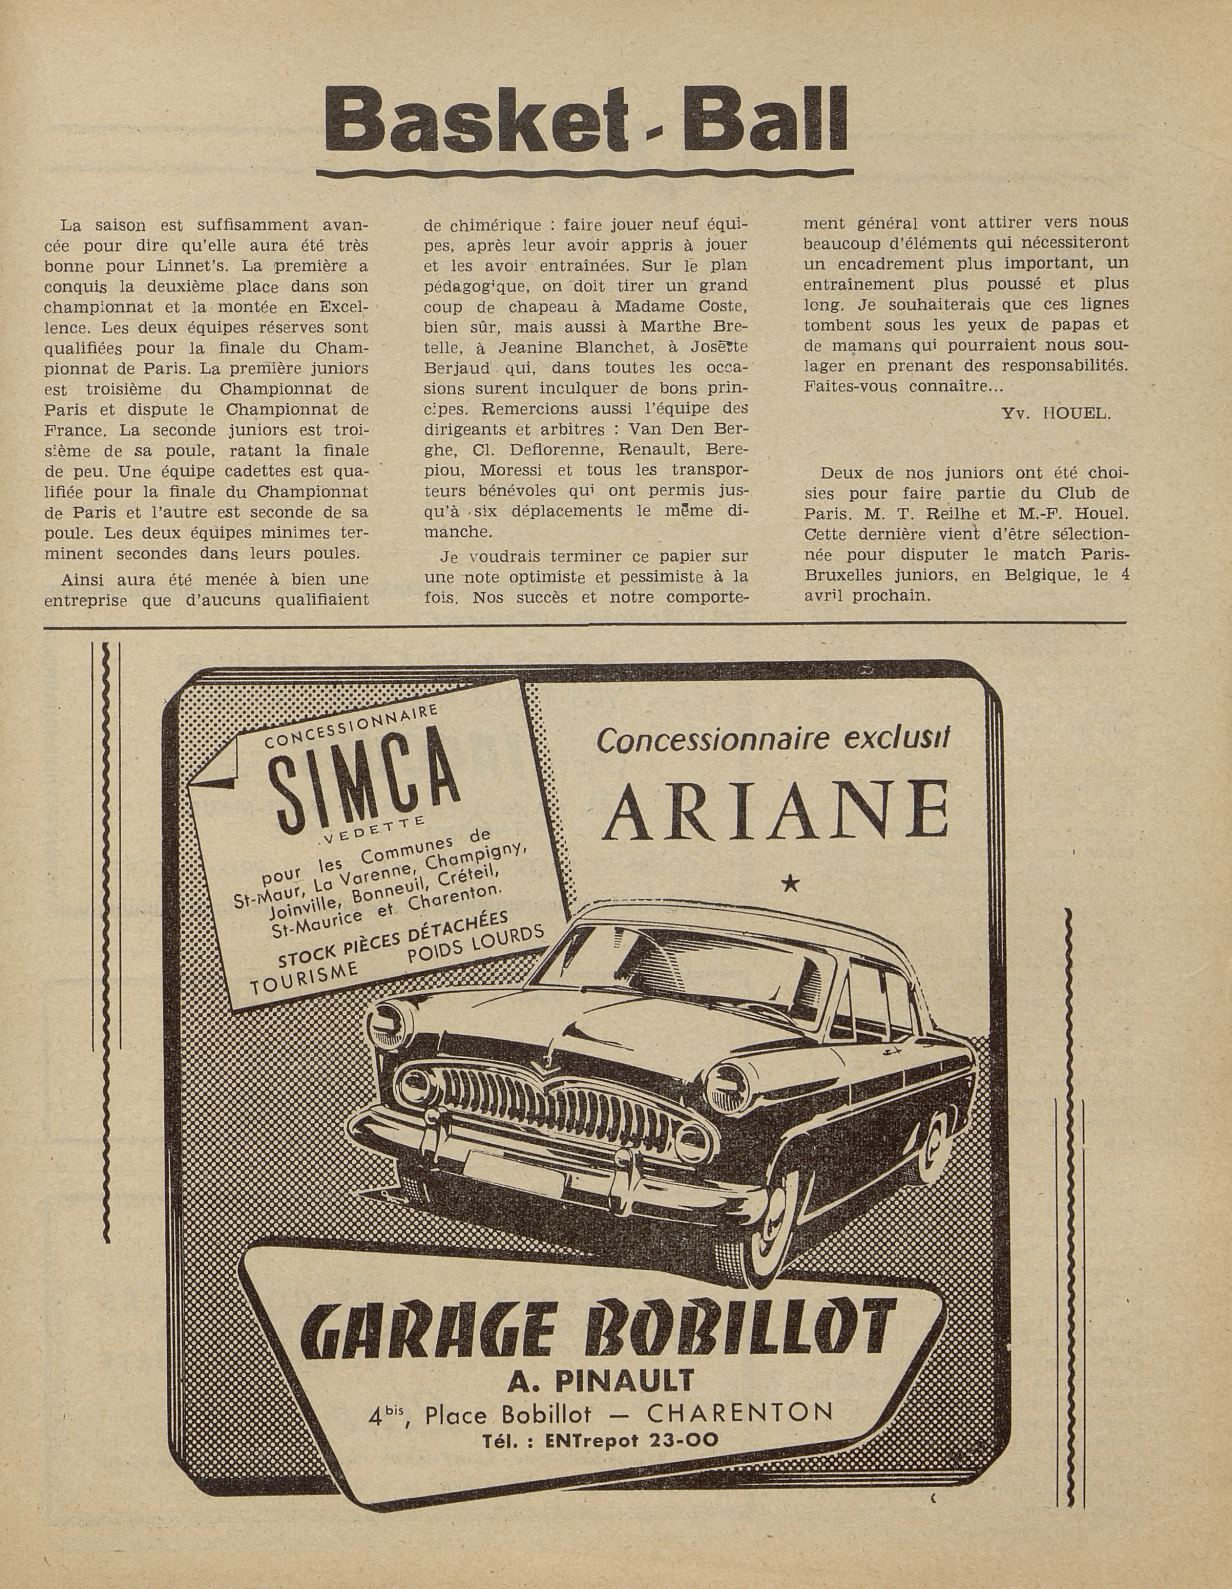 Basket-Ball
La saison est suffisamment avan-
cée pour dire qu'elle aura été très
bonne pour Linnet's. La première a
conquis la deuxième place dans son
championnat et la montée en Excel-
lence. Les deux équipes réserves sont
qualifiées pour la finale du Cham-
pionnat de Paris. La première juniors
est troisième du Championnat de
Paris et dispute le Championnat de
France. La seconde juniors est troi-
sième de sa poule, ratant la finale
de peu. Une équipe cadettes est qua-
lifiée pour la finale du Championnat
de Paris et l'autre est seconde de sa
poule. Les deux équipes minimes ter-
minent secondes dans leurs poules.
Ainsi aura été menée à bien une
entreprise que d'aucuns qualifiaient
de chimérique : faire jouer neuf équi-
pes, après leur avoir appris à jouer
et les avoir entraînées. Sur le plan
pédagogique, on doit tirer un grand
coup de chapeau à Madame Coste,
bien sûr, mais aussi à Marthe Bre-
telle, à Jeanine Blanchet, à Josette
Berjaud qui, dans toutes les occa-
sions surent inculquer de bons prin-
cipes. Remercions aussi l'équipe des
dirigeants et arbitres : Van Den Ber-
ghe, Cl. Deflorenne, Renault, Bere-
piou, Moressi et tous les transpor-
teurs bénévoles qui ont permis jus-
qu'à six déplacements le même di-
manche.
Je voudrais terminer ce papier sur
une note optimiste et pessimiste à la
fois. Nos succès et notre comporte-
ment général vont attirer vers nous
beaucoup d'éléments qui nécessiteront
un encadrement plus important, un
entraînement plus poussé et plus
long. Je souhaiterais que ces lignes
tombent sous les yeux de papas et
de mamans qui pourraient nous sou-
lager en prenant des responsabilités.
Faites-vous connaître...
Yv. HOUEL.
Deux de nos juniors ont été choi-
sies pour faire partie du Club de
Paris. M. T. Reilhe et M.-F. Houel.
Cette dernière vient d'être sélection-
née pour disputer le match Paris-
Bruxelles juniors, en Belgique, le 4
avril prochain.
CONCESSIONNAIRE
SIMCA
VEDETTE
pour les Communes de
St-Maur, La Varenne, Champigny,
Joinville, Bonneuil, Créteil,
St-Maurice et Charenton.
STOCK PIÈCES DÉTACHÉES
TOURISME POIDS LOURDS
Concessionnaire exclusif
ARIANE
GARAGE BOBILLOT
A. PINAULT
4bis, Place Bobillot — CHARENTON
Tél. : ENTrepot 23-00